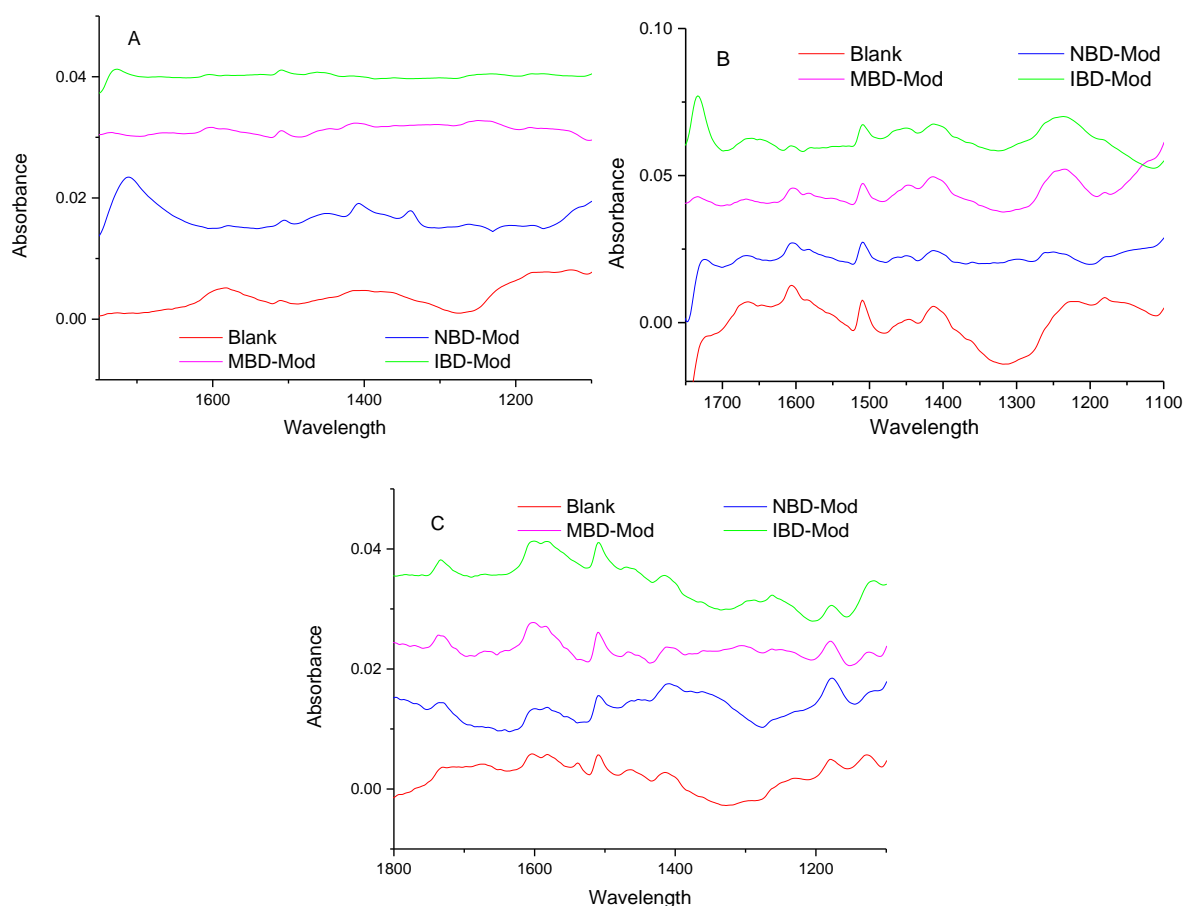 A
0.04
0.02
0.00
Absorbance
Blank NBD-Mod
MBD-Mod IBD-Mod
1600 1400 1200
Wavelength
B
Blank NBD-Mod
MBD-Mod IBD-Mod
0.10
0.05
0.00
Absorbance
1700 1600 1500 1400 1300 1200 1100
Wavelength
C
Blank NBD-Mod
MBD-Mod IBD-Mod
0.04
0.02
0.00
Absorbance
1800 1600 1400 1200
Wavelength